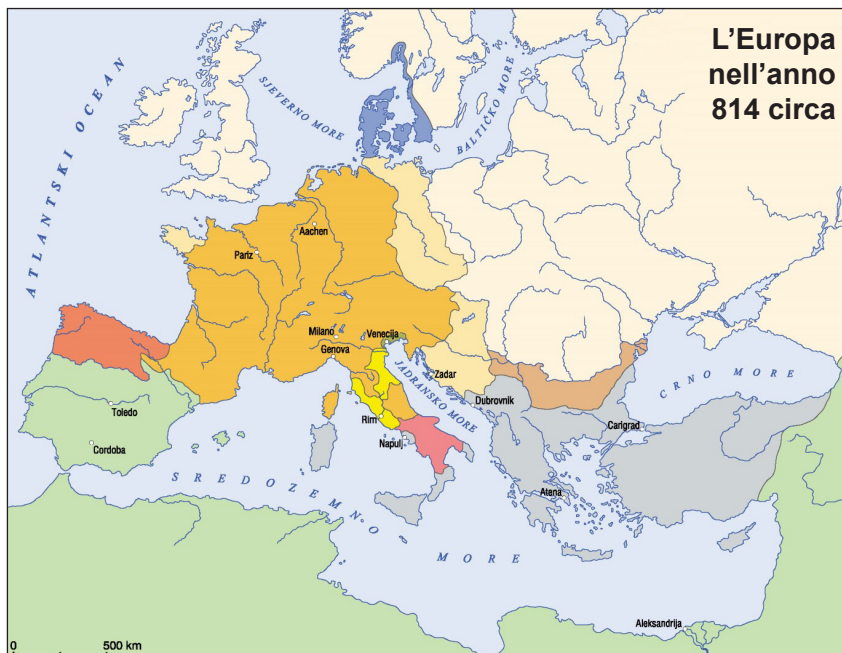 L'Europa
nell'anno
814 circa
ATLANTSKI OCEAN
SJEVERNO MORE
BALTIČKO MORE
Aachen
Pariz
Milano
Venecija
Genova
Zadar
JADRANSKO MORE
Dubrovnik
CRNO MORE
Toledo
Rim
Carigrad
Cordoba
Napulj
Atena
SREDOZEMNO MORE
Aleksandrija
0 500 km